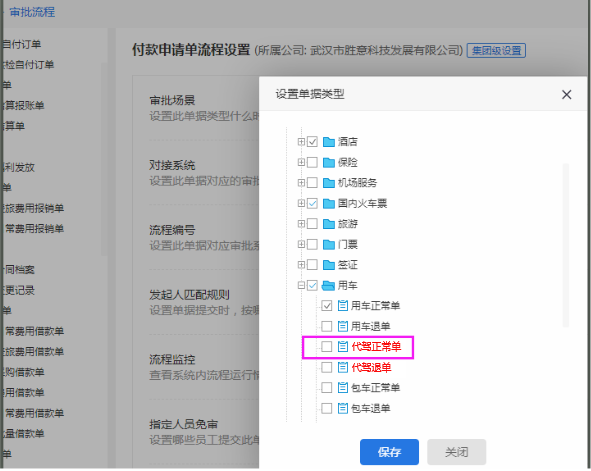 审批流程
自付订单
付款申请单流程设置 (所属公司: 武汉市胜意科技发展有限公司) 集团级设置
检自付订单
单
算报账单
算单
利发放
单
旅费用报销单
常费用报销单
同档案
更记录
单
常费用借款单
旅费用借款单
购借款单
费用借款单
常费用借款单
量借款单
单
审批场景
设置此单据类型什么时
对接系统
设置此单据对应的审批
流程编号
设置此单据对应审批系
发起人匹配规则
设置单据提交时，按哪
流程监控
查看系统内流程运行情
指定人员免审
设置哪些员工提交此单
设置单据类型
酒店
保险
机场服务
国内火车票
旅游
门票
签证
用车
用车正常单
用车退单
代驾正常单
代驾退单
包车正常单
包车退单
保存 关闭